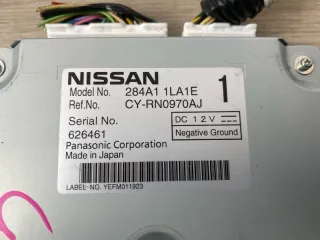 NISSAN
Model No. 284A1 1LA1E
Ref.No. CY-RN0970AJ
1
Serial No.
626461
DC 12V ⎓
Negative Ground
Panasonic Corporation
Made in Japan
LABEL NO. YEFM011923